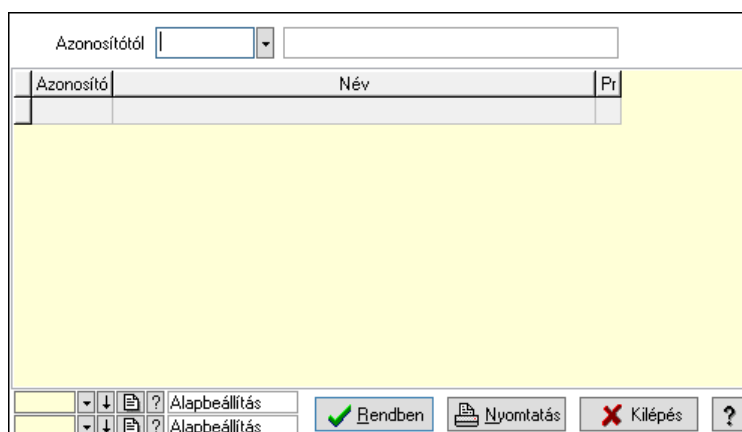 Azonosítótól
Azonosító Név Pr
? Alapbeállítás
? Alapbeállítás
Rendben Nyomtatás Kilépés ?